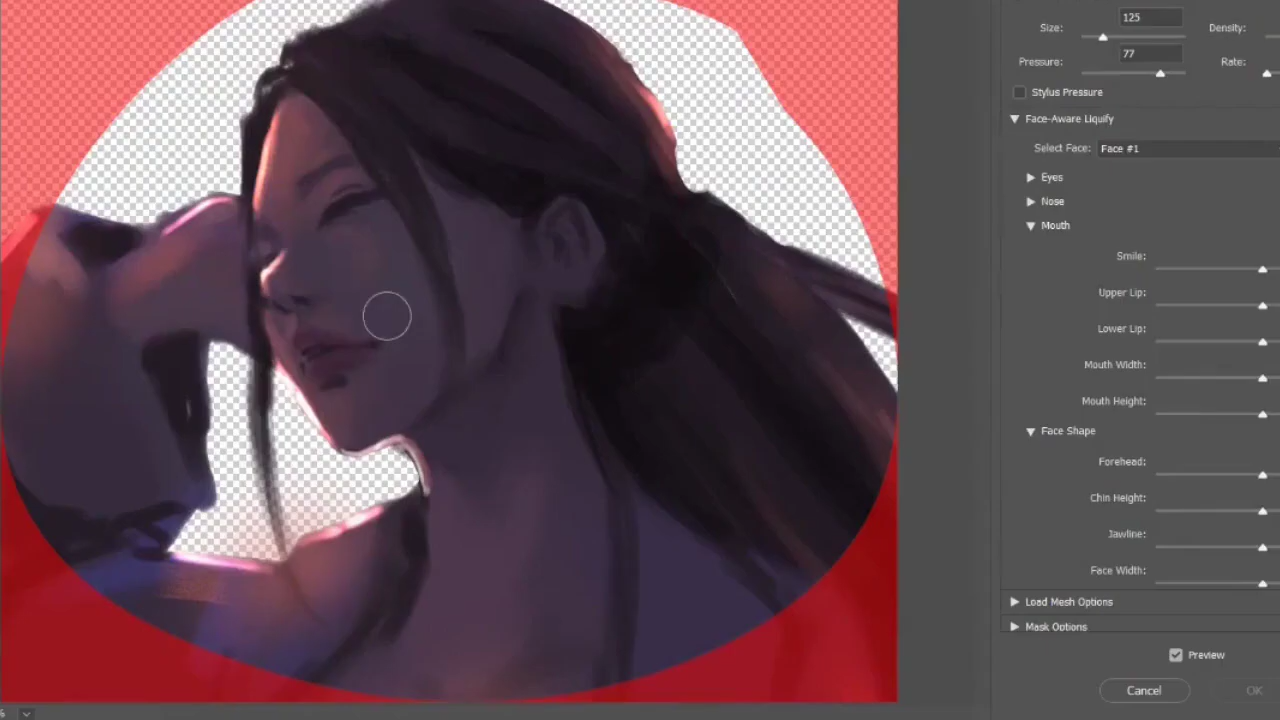 125
Size:
Density:
77
Pressure:
Rate:
Stylus Pressure
Face-Aware Liquify
Select Face: Face #1
Eyes
Nose
Mouth
Smile:
Upper Lip:
Lower Lip:
Mouth Width:
Mouth Height:
Face Shape
Forehead:
Chin Height:
Jawline:
Face Width:
Load Mesh Options
Mask Options
Preview
Cancel OK
%